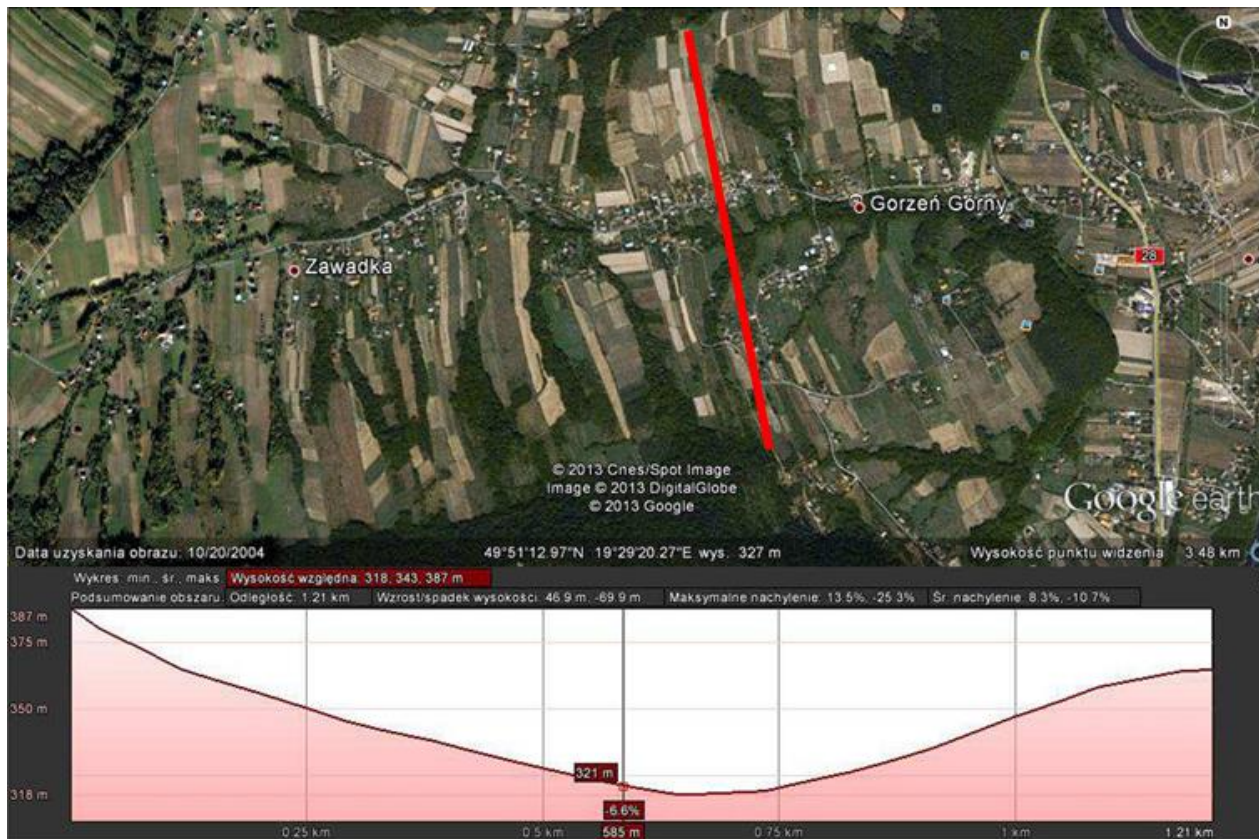 N
Gorzeń Górny
28
Zawadka
© 2013 Cnes/Spot Image
Image © 2013 DigitalGlobe
© 2013 Google
Google earth
Data uzyskania obrazu: 10/20/2004 49°51'12.97"N 19°29'20.27"E wys. 327 m Wysokość punktu widzenia 3.48 km
Wykres: min., śr., maks. Wysokość względna: 318, 343, 387 m
Podsumowanie obszaru: Odległość: 1.21 km Wzrost/spadek wysokości: 46.9 m, -69.9 m Maksymalne nachylenie: 13.5%, -25.3% Śr. nachylenie: 8.3%, -10.7%
387 m
375 m
350 m
321 m
318 m
-6.6%
0.25 km 0.5 km 585 m 0.75 km 1 km 1.21 km